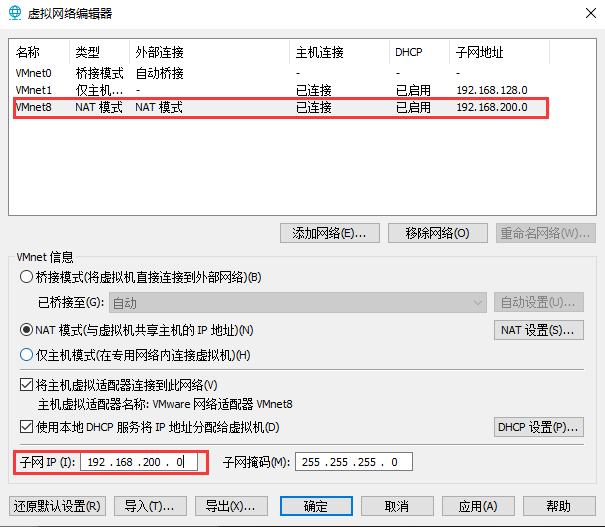 虚拟网络编辑器
名称 类型 外部连接 主机连接 DHCP 子网地址
VMnet0 桥接模式 自动桥接 - - -
VMnet1 仅主机... - 已连接 已启用 192.168.128.0
VMnet8 NAT 模式 NAT 模式 已连接 已启用 192.168.200.0
添加网络(E)... 移除网络(O) 重命名网络(W)...
VMnet 信息
桥接模式(将虚拟机直接连接到外部网络)(B)
已桥接至(G): 自动 自动设置(U)...
NAT 模式(与虚拟机共享主机的 IP 地址)(N) NAT 设置(S)...
仅主机模式(在专用网络内连接虚拟机)(H)
将主机虚拟适配器连接到此网络(V)
主机虚拟适配器名称: VMware 网络适配器 VMnet8
使用本地 DHCP 服务将 IP 地址分配给虚拟机(D) DHCP 设置(P)...
子网 IP (I): 192 .168 .200 . 0 子网掩码(M): 255 .255 .255 . 0
还原默认设置(R) 导入(T)... 导出(X)... 确定 取消 应用(A) 帮助